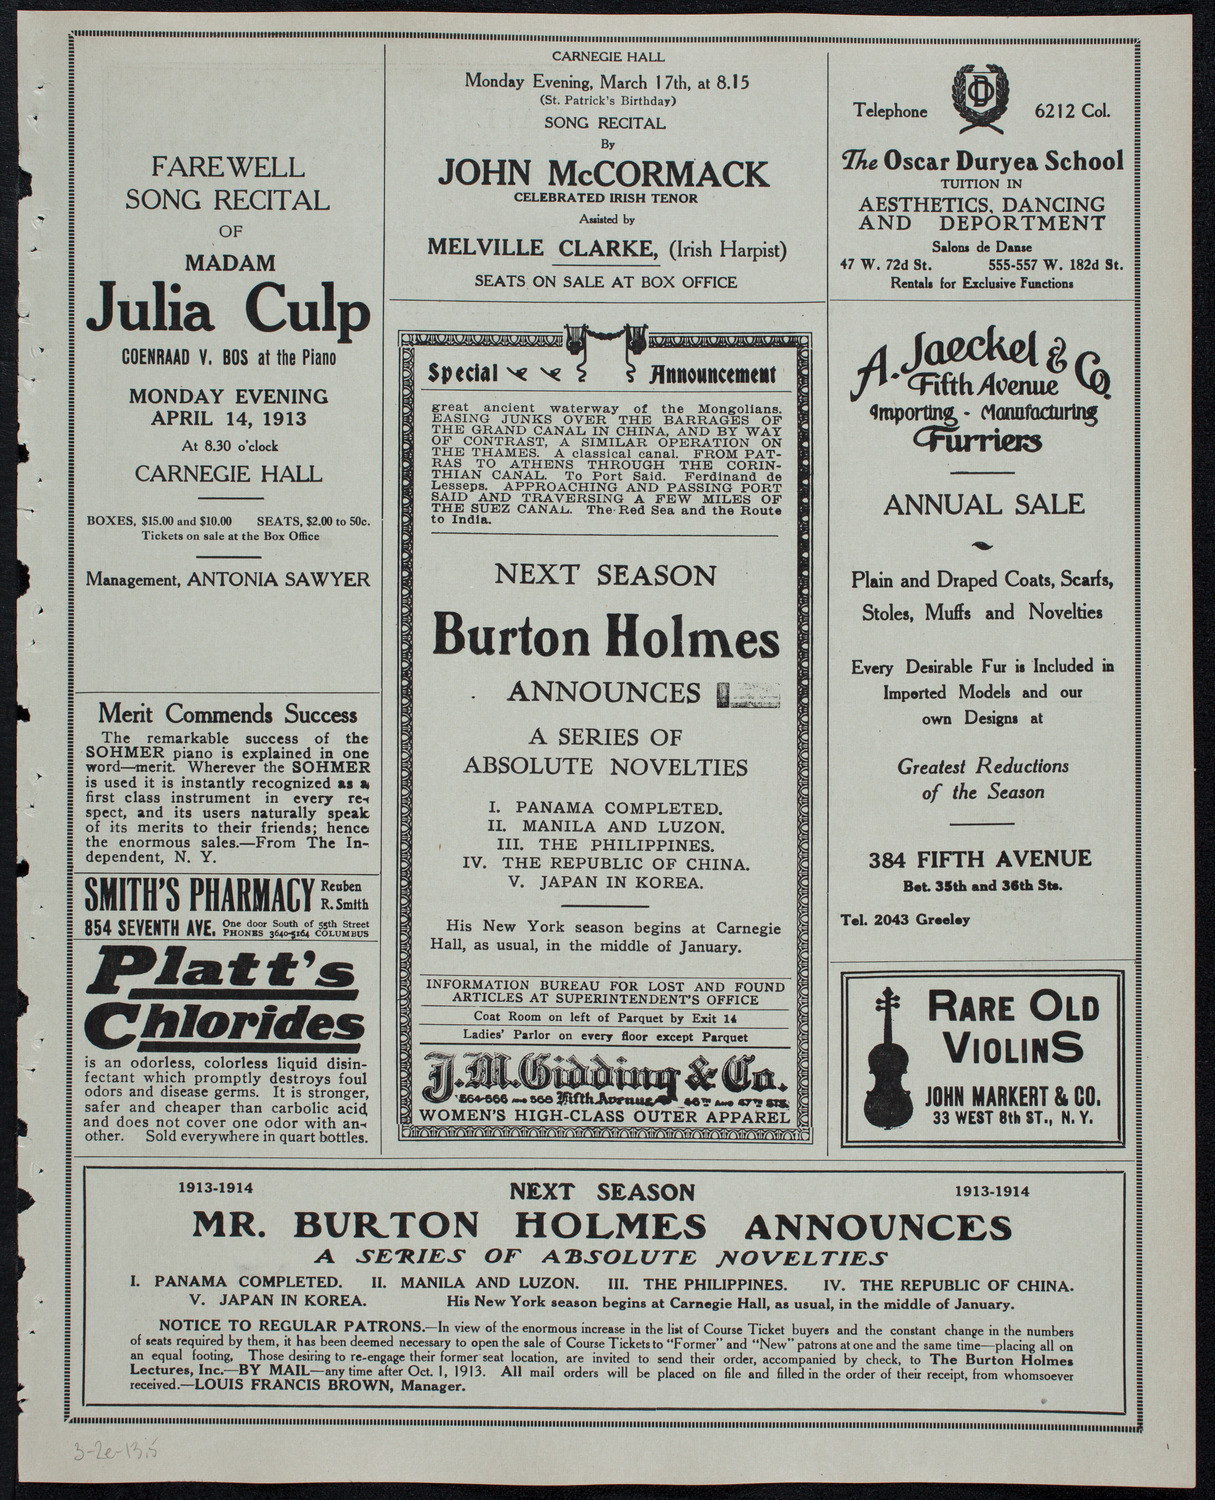 FAREWELL
SONG RECITAL
OF
MADAM
Julia Culp
COENRAAD V. BOS at the Piano
MONDAY EVENING
APRIL 14, 1913
At 8.30 o'clock
CARNEGIE HALL
BOXES, $15.00 and $10.00 SEATS, $2.00 to 50c.
Tickets on sale at the Box Office
Management, ANTONIA SAWYER
Merit Commends Success
The remarkable success of the
SOHMER piano is explained in one
word—merit. Wherever the SOHMER
is used it is instantly recognized as a
first class instrument in every re-
spect, and its users naturally speak
of its merits to their friends; hence
the enormous sales.—From The In-
dependent, N. Y.
SMITH'S PHARMACY Reuben
R. Smith
854 SEVENTH AVE. One door South of 55th Street
PHONES 3640-5164 COLUMBUS
Platt's
Chlorides
is an odorless, colorless liquid disin-
fectant which promptly destroys foul
odors and disease germs. It is stronger,
safer and cheaper than carbolic acid
and does not cover one odor with an-
other. Sold everywhere in quart bottles.
CARNEGIE HALL
Monday Evening, March 17th, at 8.15
(St. Patrick's Birthday)
SONG RECITAL
By
JOHN McCORMACK
CELEBRATED IRISH TENOR
Assisted by
MELVILLE CLARKE, (Irish Harpist)
SEATS ON SALE AT BOX OFFICE
Special Announcement
great ancient waterway of the Mongolians.
EASING JUNKS OVER THE BARRAGES OF
THE GRAND CANAL IN CHINA, AND BY WAY
OF CONTRAST, A SIMILAR OPERATION ON
THE THAMES. A classical canal. FROM PAT-
RAS TO ATHENS THROUGH THE CORIN-
THIAN CANAL. To Port Said. Ferdinand de
Lesseps. APPROACHING AND PASSING PORT
SAID AND TRAVERSING A FEW MILES OF
THE SUEZ CANAL. The Red Sea and the Route
to India.
NEXT SEASON
Burton Holmes
ANNOUNCES
A SERIES OF
ABSOLUTE NOVELTIES
I. PANAMA COMPLETED.
II. MANILA AND LUZON.
III. THE PHILIPPINES.
IV. THE REPUBLIC OF CHINA.
V. JAPAN IN KOREA.
His New York season begins at Carnegie
Hall, as usual, in the middle of January.
INFORMATION BUREAU FOR LOST AND FOUND
ARTICLES AT SUPERINTENDENT'S OFFICE
Coat Room on left of Parquet by Exit 14
Ladies' Parlor on every floor except Parquet
J.M. Gidding & Co.
564-566 AND 568 Fifth Avenue 46TH AND 47TH STS.
WOMEN'S HIGH-CLASS OUTER APPAREL
OD
Telephone 6212 Col.
The Oscar Duryea School
TUITION IN
AESTHETICS, DANCING
AND DEPORTMENT
Salons de Danse
47 W. 72d St. 555-557 W. 182d St.
Rentals for Exclusive Functions
A. Jaeckel & Co.
Fifth Avenue
Importing - Manufacturing
Furriers
ANNUAL SALE
Plain and Draped Coats, Scarfs,
Stoles, Muffs and Novelties
Every Desirable Fur is Included in
Imported Models and our
own Designs at
Greatest Reductions
of the Season
384 FIFTH AVENUE
Bet. 35th and 36th Sts.
Tel. 2043 Greeley
RARE OLD
VIOLINS
JOHN MARKERT & CO.
33 WEST 8th ST., N. Y.
1913-1914 NEXT SEASON 1913-1914
MR. BURTON HOLMES ANNOUNCES
A SERIES OF ABSOLUTE NOVELTIES
I. PANAMA COMPLETED. II. MANILA AND LUZON. III. THE PHILIPPINES. IV. THE REPUBLIC OF CHINA.
V. JAPAN IN KOREA. His New York season begins at Carnegie Hall, as usual, in the middle of January.
NOTICE TO REGULAR PATRONS.—In view of the enormous increase in the list of Course Ticket buyers and the constant change in the numbers
of seats required by them, it has been deemed necessary to open the sale of Course Tickets to "Former" and "New" patrons at one and the same time—placing all on
an equal footing, Those desiring to re-engage their former seat location, are invited to send their order, accompanied by check, to The Burton Holmes
Lectures, Inc.—BY MAIL—any time after Oct. 1, 1913. All mail orders will be placed on file and filled in the order of their receipt, from whomsoever
received.—LOUIS FRANCIS BROWN, Manager.